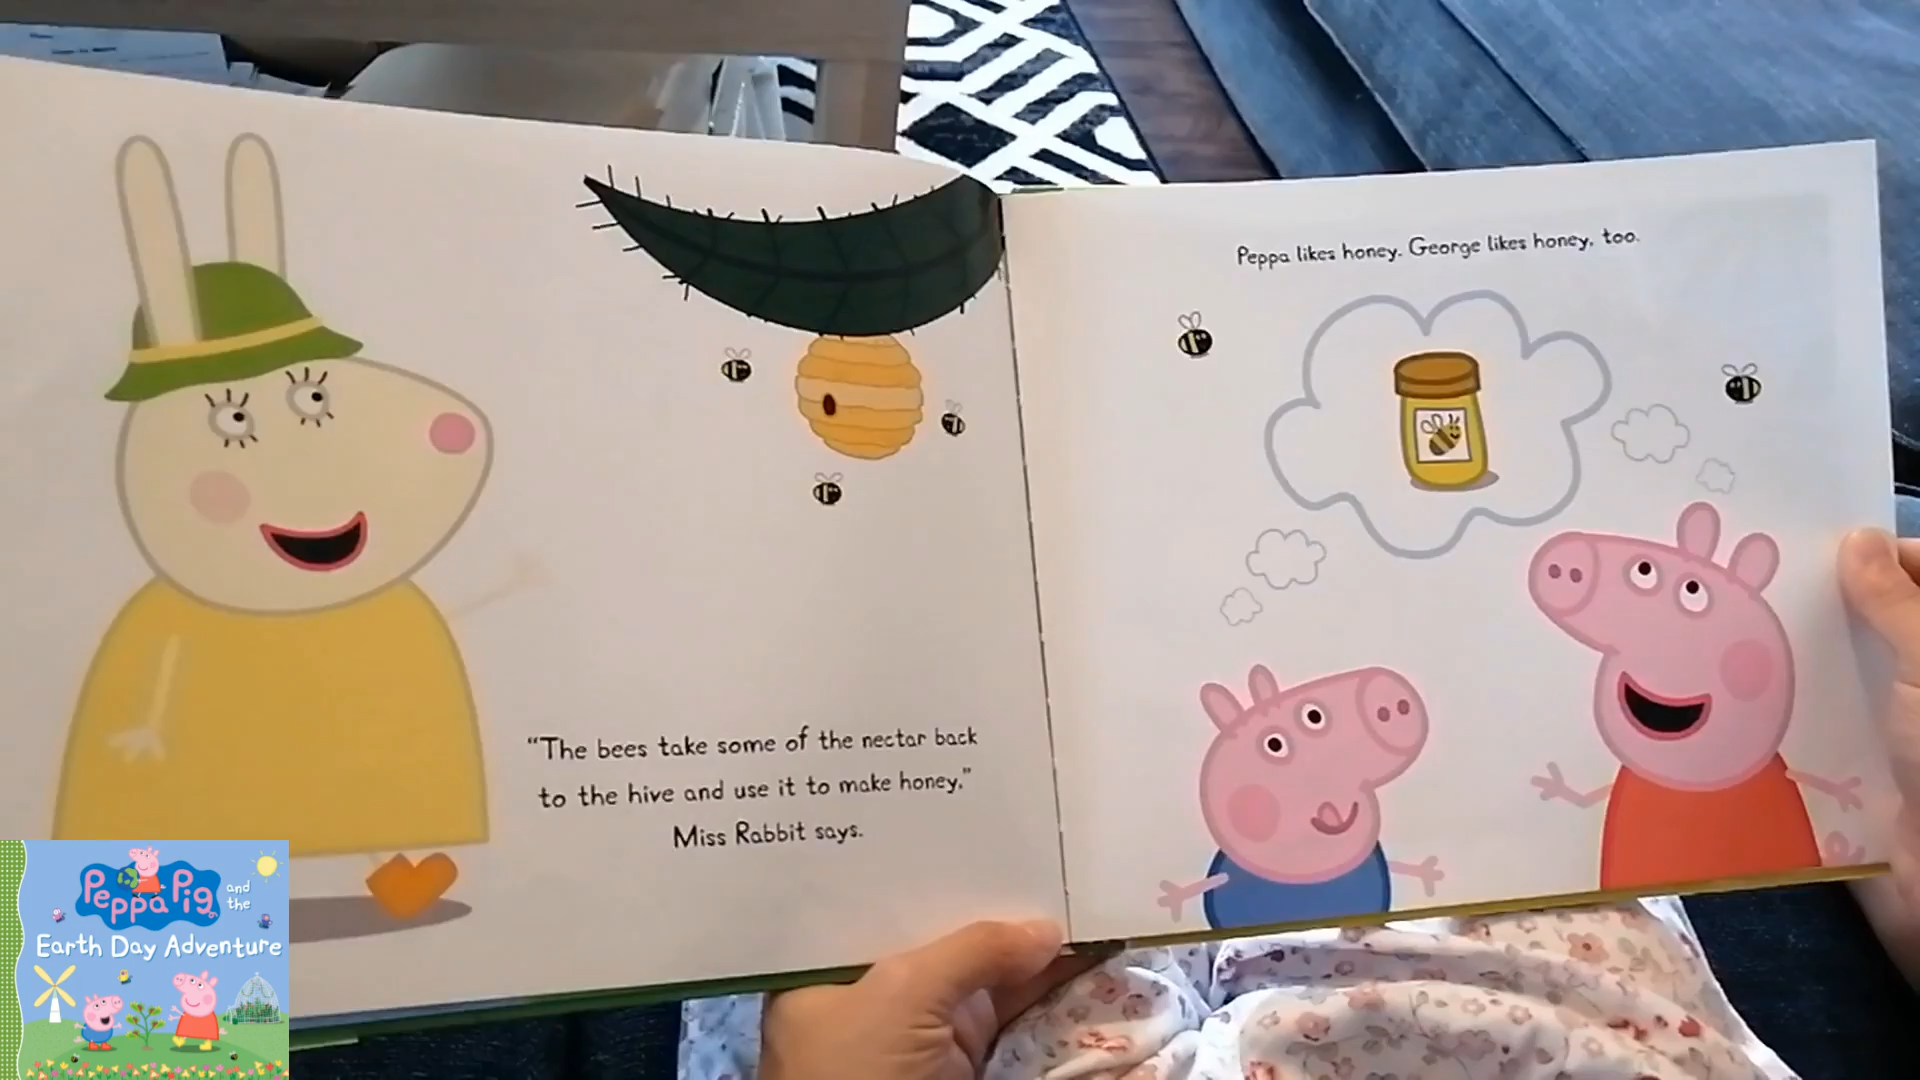 “The bees take some of the nectar back
to the hive and use it to make honey,”
Miss Rabbit says.
Peppa likes honey. George likes honey, too.
Peppa Pig and the
Earth Day Adventure